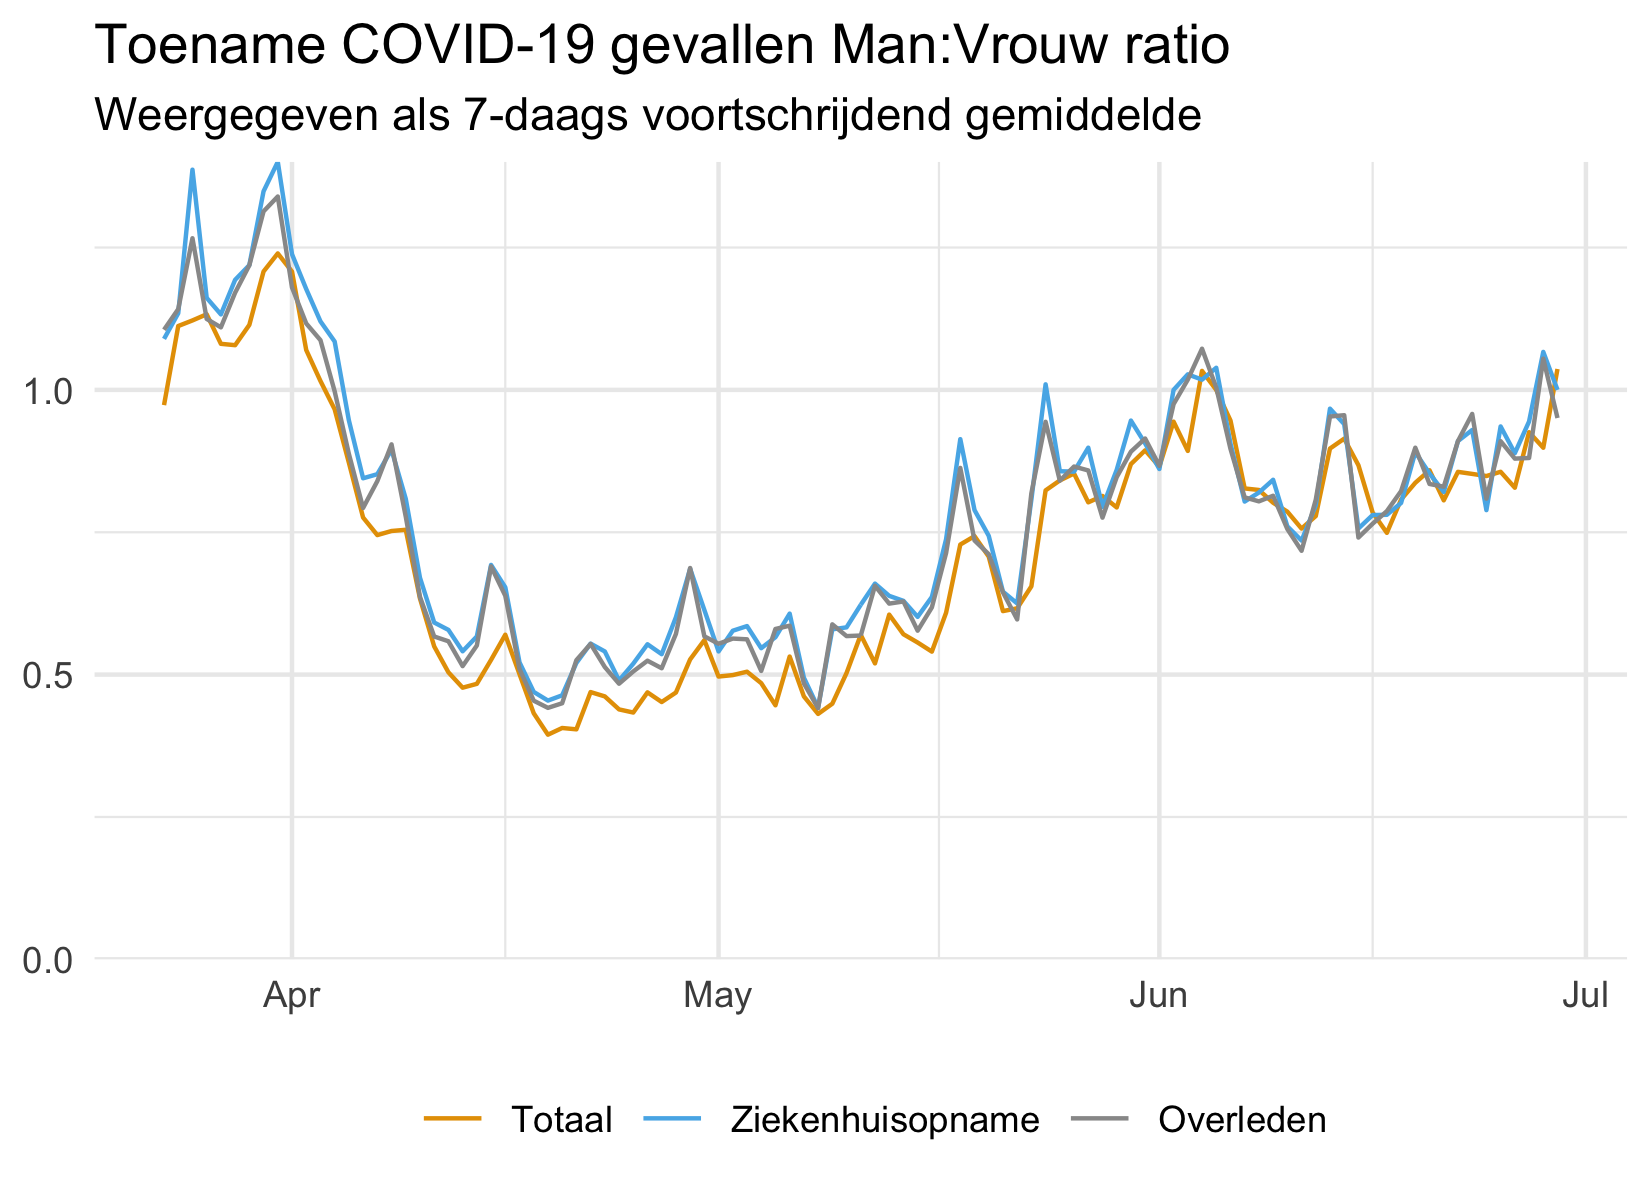 Toename COVID-19 gevallen Man:Vrouw ratio
Weergegeven als 7-daags voortschrijdend gemiddelde
1.0
0.5
0.0
Apr May Jun Jul
Totaal Ziekenhuisopname Overleden